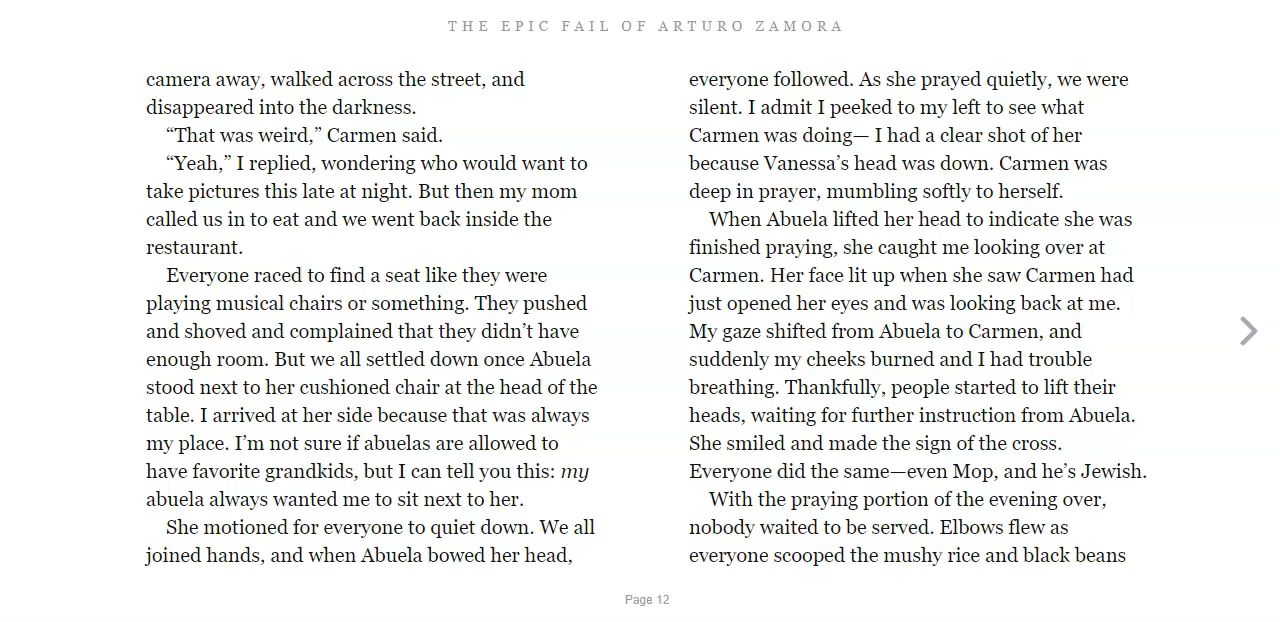 THE EPIC FAIL OF ARTURO ZAMORA
camera away, walked across the street, and
disappeared into the darkness.
“That was weird,” Carmen said.
“Yeah,” I replied, wondering who would want to
take pictures this late at night. But then my mom
called us in to eat and we went back inside the
restaurant.
Everyone raced to find a seat like they were
playing musical chairs or something. They pushed
and shoved and complained that they didn’t have
enough room. But we all settled down once Abuela
stood next to her cushioned chair at the head of the
table. I arrived at her side because that was always
my place. I’m not sure if abuelas are allowed to
have favorite grandkids, but I can tell you this: my
abuela always wanted me to sit next to her.
She motioned for everyone to quiet down. We all
joined hands, and when Abuela bowed her head,
everyone followed. As she prayed quietly, we were
silent. I admit I peeked to my left to see what
Carmen was doing— I had a clear shot of her
because Vanessa’s head was down. Carmen was
deep in prayer, mumbling softly to herself.
When Abuela lifted her head to indicate she was
finished praying, she caught me looking over at
Carmen. Her face lit up when she saw Carmen had
just opened her eyes and was looking back at me.
My gaze shifted from Abuela to Carmen, and
suddenly my cheeks burned and I had trouble
breathing. Thankfully, people started to lift their
heads, waiting for further instruction from Abuela.
She smiled and made the sign of the cross.
Everyone did the same—even Mop, and he’s Jewish.
With the praying portion of the evening over,
nobody waited to be served. Elbows flew as
everyone scooped the mushy rice and black beans
Page 12